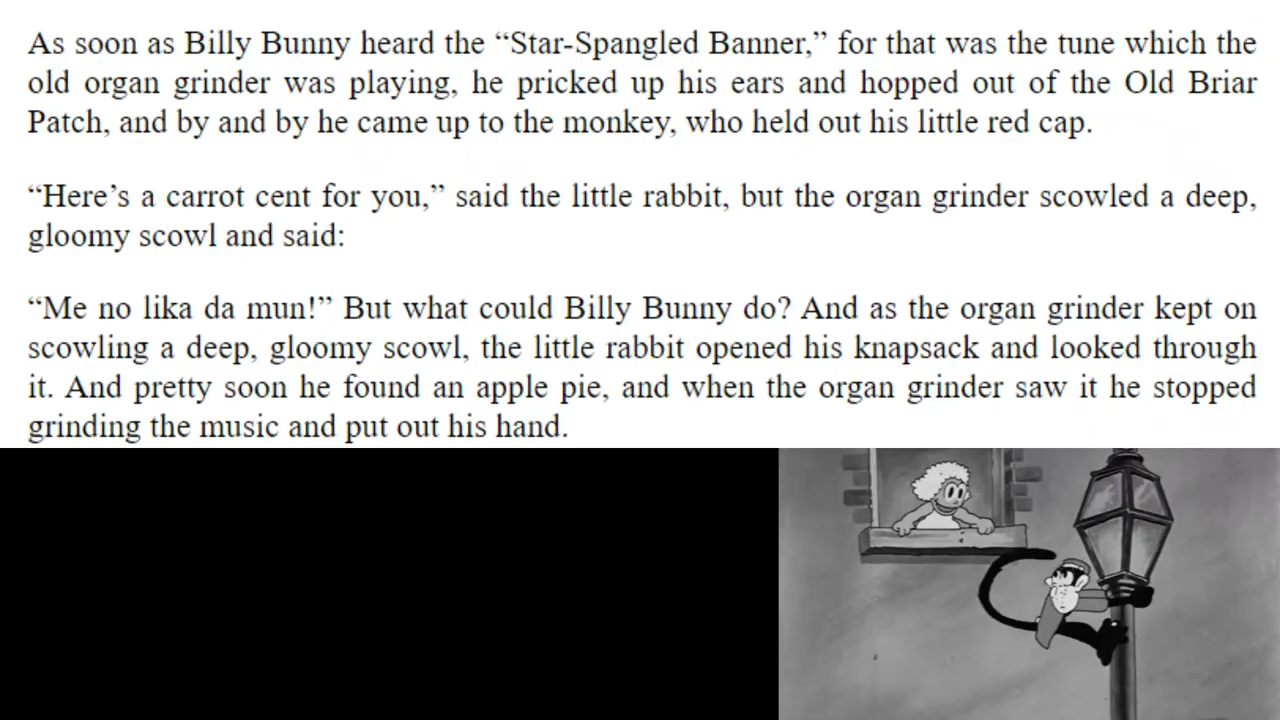 As soon as Billy Bunny heard the “Star-Spangled Banner,” for that was the tune which the
old organ grinder was playing, he pricked up his ears and hopped out of the Old Briar
Patch, and by and by he came up to the monkey, who held out his little red cap.
“Here’s a carrot cent for you,” said the little rabbit, but the organ grinder scowled a deep,
gloomy scowl and said:
“Me no lika da mun!” But what could Billy Bunny do? And as the organ grinder kept on
scowling a deep, gloomy scowl, the little rabbit opened his knapsack and looked through
it. And pretty soon he found an apple pie, and when the organ grinder saw it he stopped
grinding the music and put out his hand.